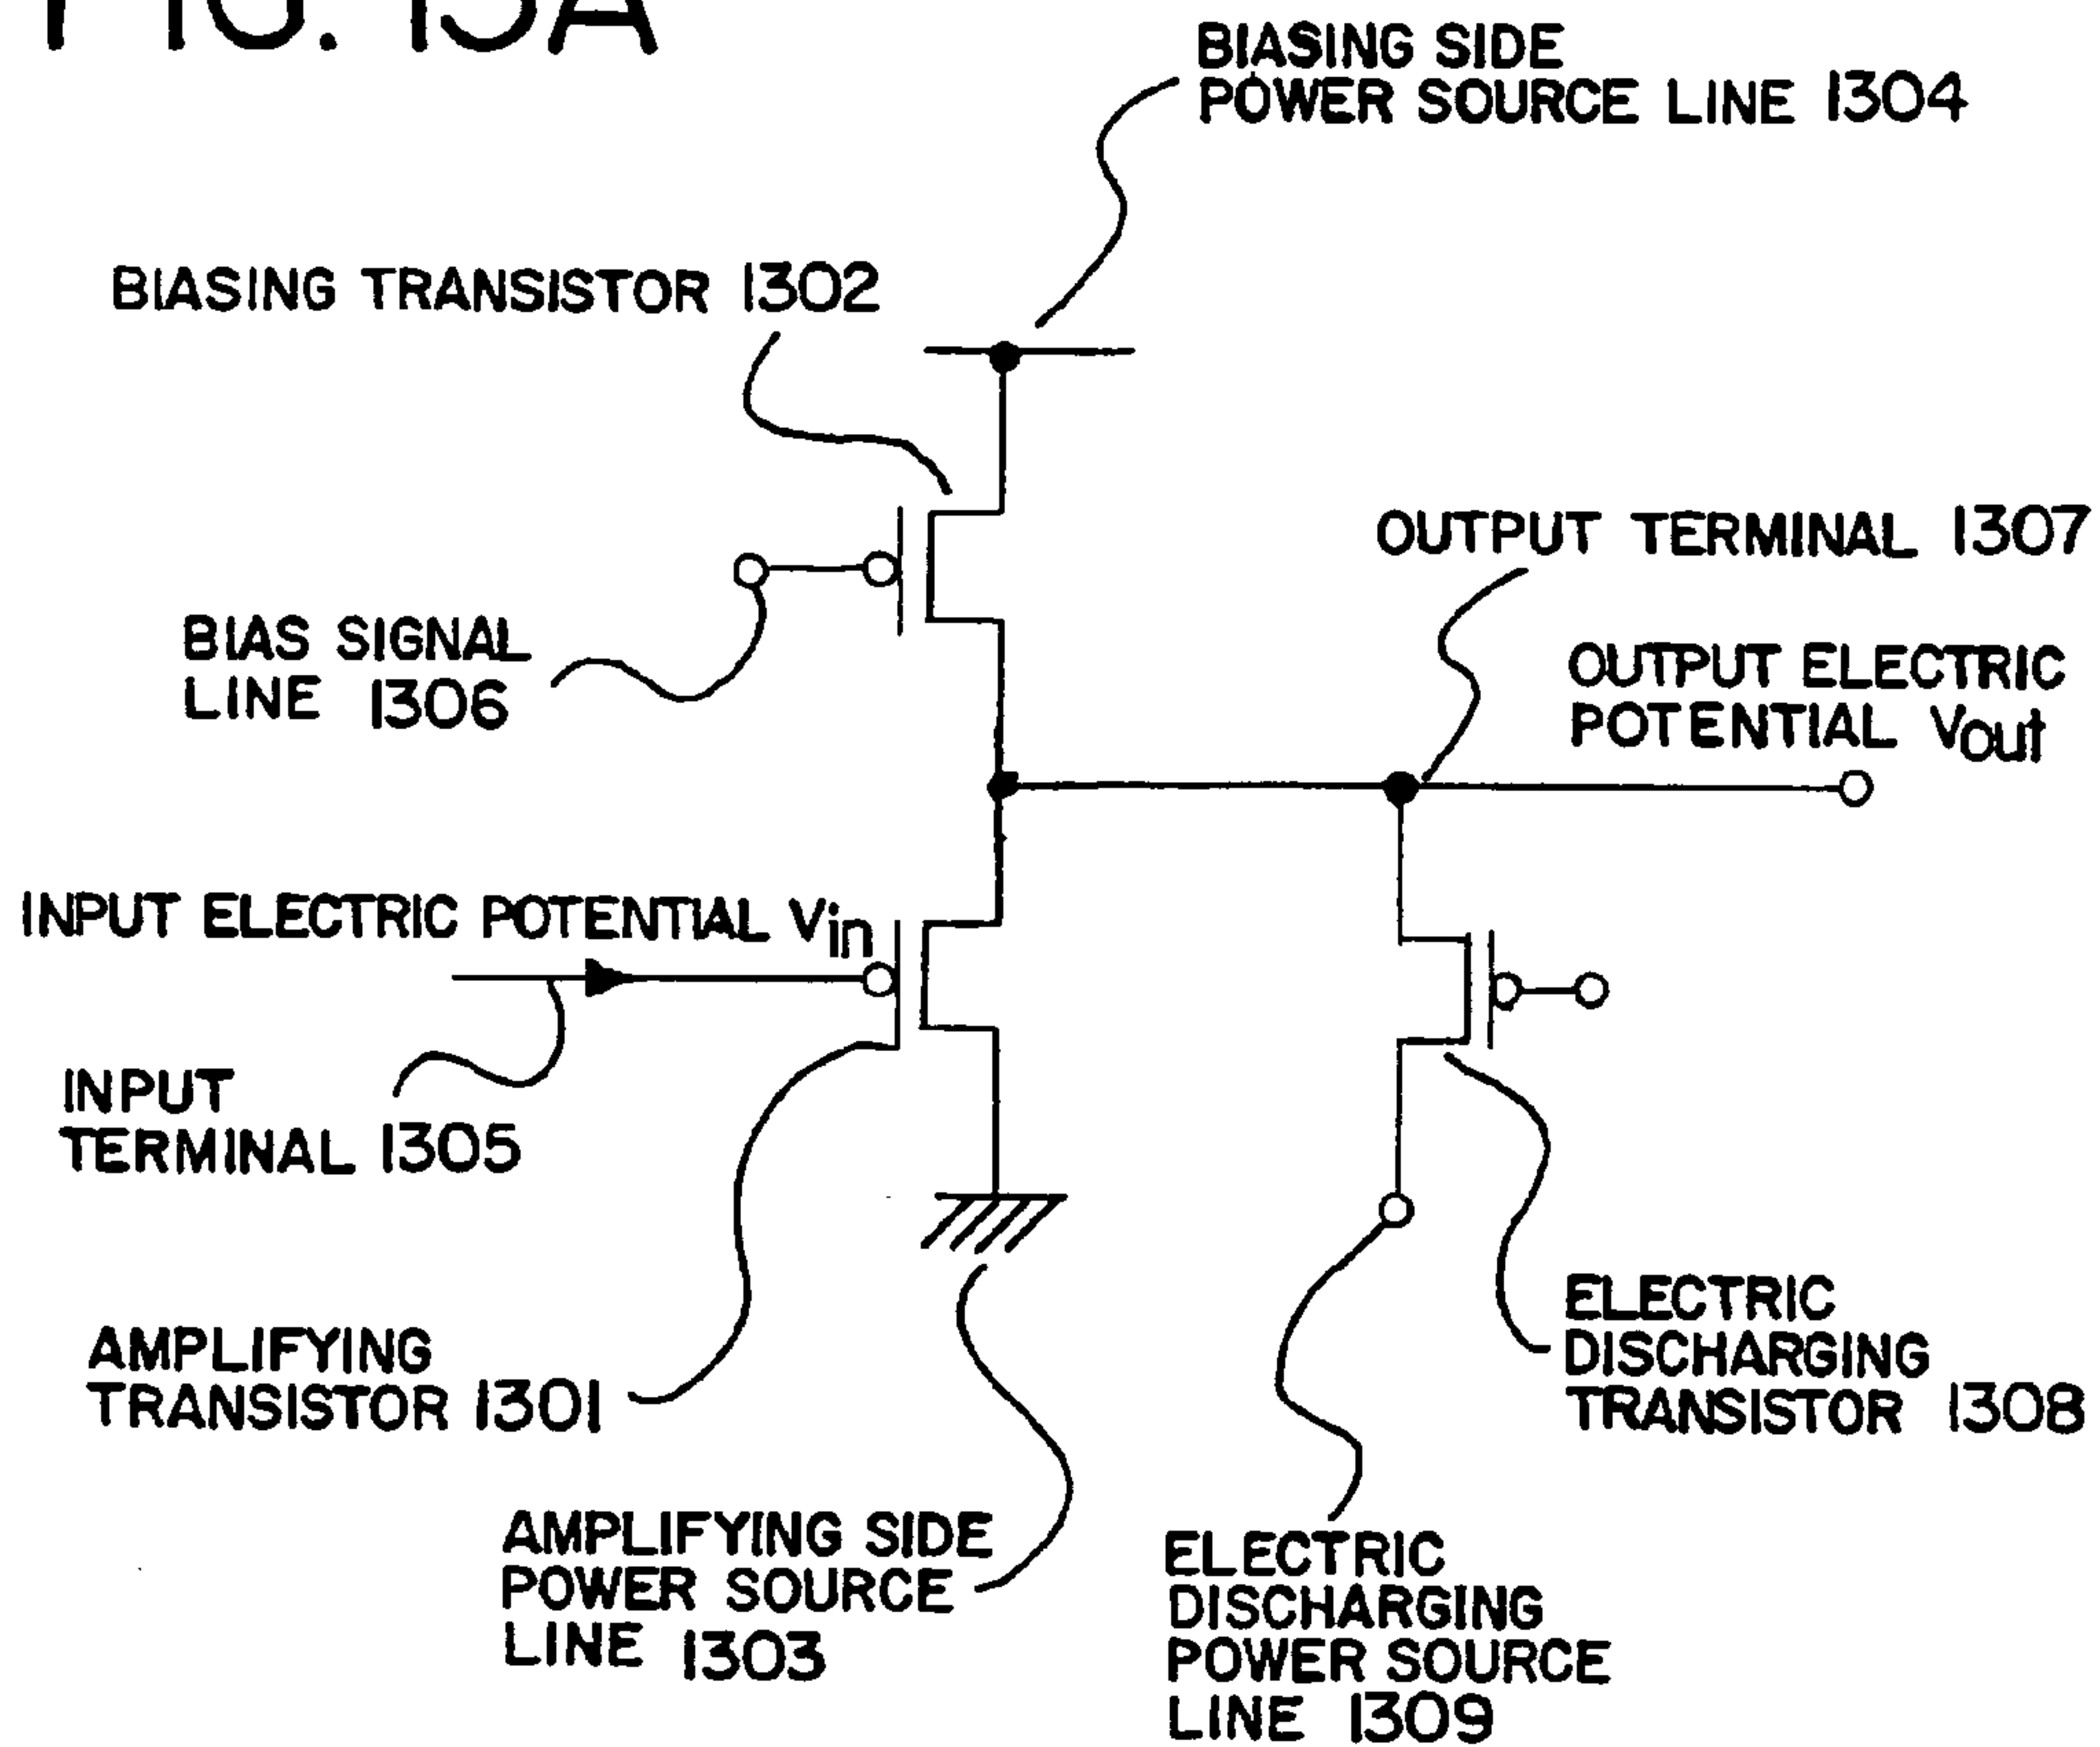 FIG. 15A
BIASING SIDE
POWER SOURCE LINE 1304
BIASING TRANSISTOR 1302
OUTPUT TERMINAL 1307
BIAS SIGNAL
LINE 1306
OUTPUT ELECTRIC
POTENTIAL Vout
INPUT ELECTRIC POTENTIAL Vin
INPUT
TERMINAL 1305
AMPLIFYING
TRANSISTOR 1301
ELECTRIC
DISCHARGING
TRANSISTOR 1308
AMPLIFYING SIDE
POWER SOURCE
LINE 1303
ELECTRIC
DISCHARGING
POWER SOURCE
LINE 1309